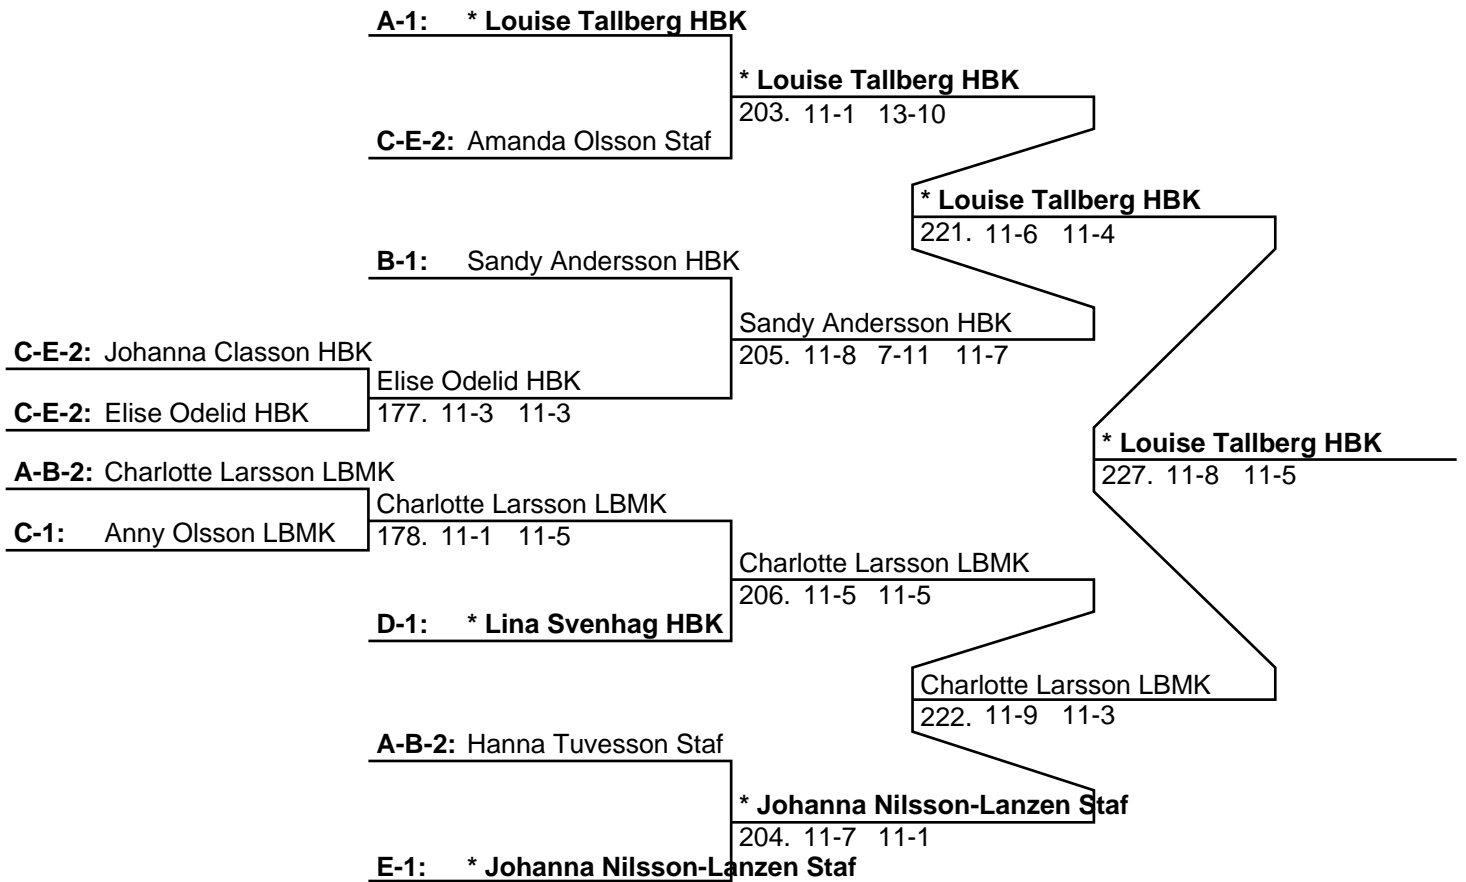 A-1: * Louise Tallberg HBK
* Louise Tallberg HBK
203. 11-1 13-10
C-E-2: Amanda Olsson Staf
* Louise Tallberg HBK
221. 11-6 11-4
B-1: Sandy Andersson HBK
Sandy Andersson HBK
205. 11-8 7-11 11-7
C-E-2: Johanna Classon HBK
Elise Odelid HBK
177. 11-3 11-3
C-E-2: Elise Odelid HBK
* Louise Tallberg HBK
227. 11-8 11-5
A-B-2: Charlotte Larsson LBMK
Charlotte Larsson LBMK
178. 11-1 11-5
C-1: Anny Olsson LBMK
Charlotte Larsson LBMK
206. 11-5 11-5
D-1: * Lina Svenhag HBK
Charlotte Larsson LBMK
222. 11-9 11-3
A-B-2: Hanna Tuvesson Staf
* Johanna Nilsson-Lanzen Staf
204. 11-7 11-1
E-1: * Johanna Nilsson-Lanzen Staf